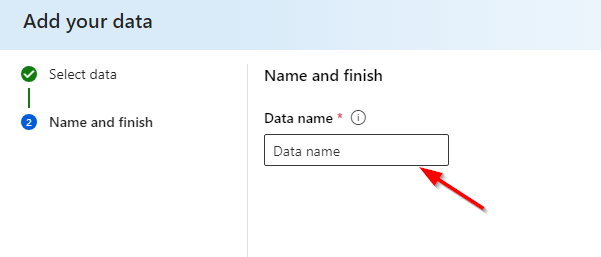 Add your data
Select data
2 Name and finish
Name and finish
Data name * i
Data name